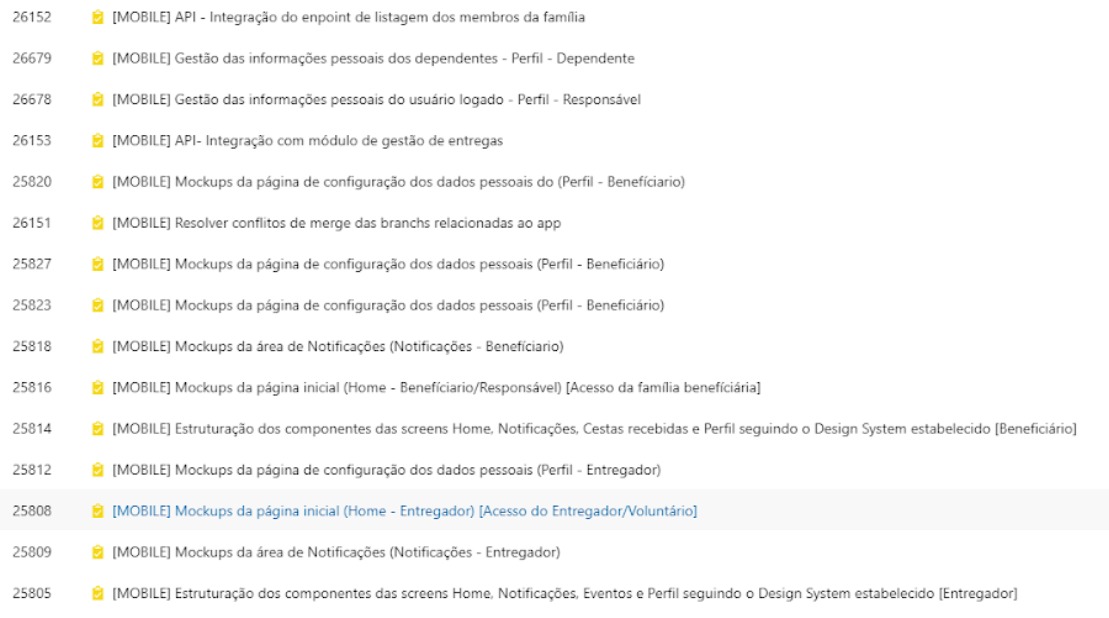 26152 [MOBILE] API - Integração do enpoint de listagem dos membros da família
26679 [MOBILE] Gestão das informações pessoais dos dependentes - Perfil - Dependente
26678 [MOBILE] Gestão das informações pessoais do usuário logado - Perfil - Responsável
26153 [MOBILE] API- Integração com módulo de gestão de entregas
25820 [MOBILE] Mockups da página de configuração dos dados pessoais do (Perfil - Benefíciario)
26151 [MOBILE] Resolver conflitos de merge das branchs relacionadas ao app
25827 [MOBILE] Mockups da página de configuração dos dados pessoais (Perfil - Beneficiário)
25823 [MOBILE] Mockups da página de configuração dos dados pessoais (Perfil - Beneficiário)
25818 [MOBILE] Mockups da área de Notificações (Notificações - Benefíciario)
25816 [MOBILE] Mockups da página inicial (Home - Benefíciario/Responsável) [Acesso da família benefíciária]
25814 [MOBILE] Estruturação dos componentes das screens Home, Notificações, Cestas recebidas e Perfil seguindo o Design System estabelecido [Beneficiário]
25812 [MOBILE] Mockups da página de configuração dos dados pessoais (Perfil - Entregador)
25808 [MOBILE] Mockups da página inicial (Home - Entregador) [Acesso do Entregador/Voluntário]
25809 [MOBILE] Mockups da área de Notificações (Notificações - Entregador)
25805 [MOBILE] Estruturação dos componentes das screens Home, Notificações, Eventos e Perfil seguindo o Design System estabelecido [Entregador]